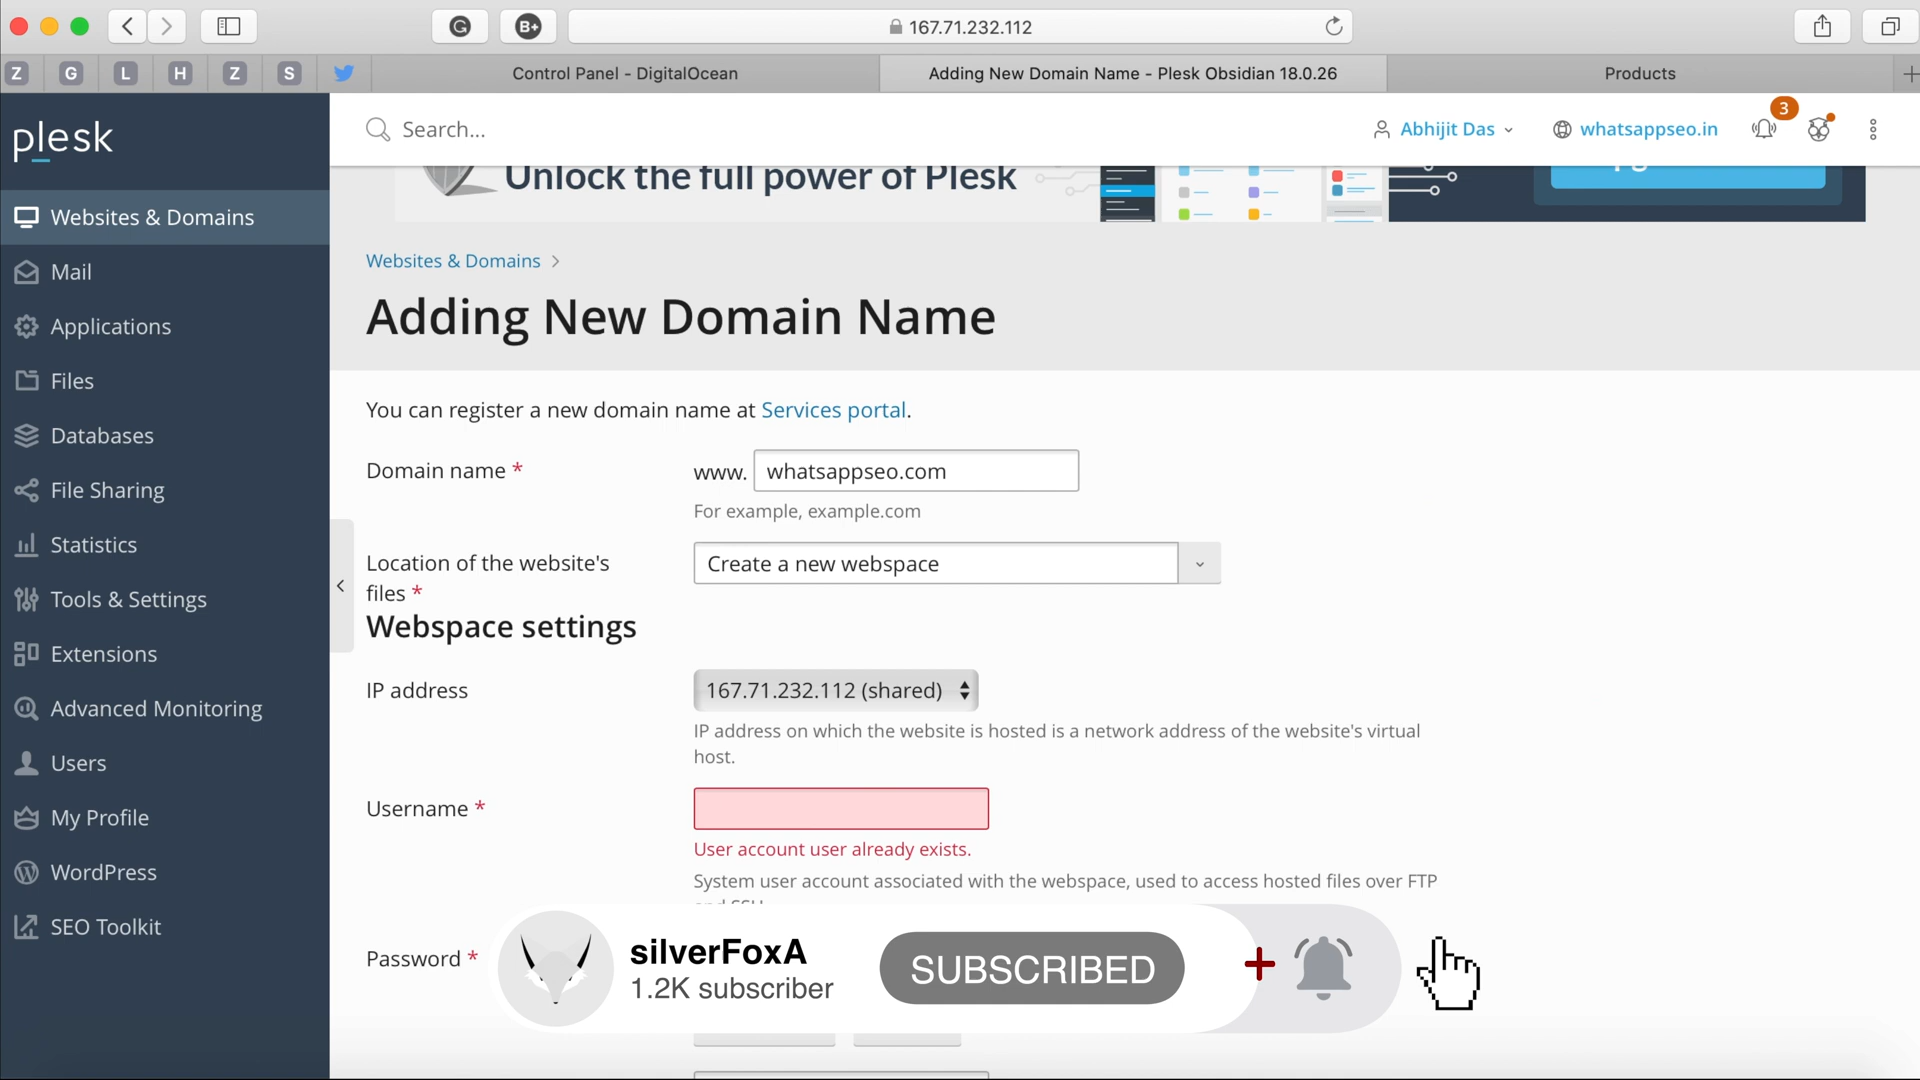 G
B+
167.71.232.112
Z
G
L
H
Z
S
Control Panel - DigitalOcean
Adding New Domain Name - Plesk Obsidian 18.0.26
Products
plesk
Search...
Abhijit Das
whatsappseo.in
3
Unlock the full power of Plesk
Websites & Domains
Mail
Applications
Files
Databases
File Sharing
Statistics
Tools & Settings
Extensions
Advanced Monitoring
Users
My Profile
WordPress
SEO Toolkit
Websites & Domains >
Adding New Domain Name
You can register a new domain name at Services portal.
Domain name *
www. whatsappseo.com
For example, example.com
Location of the website's
files *
Create a new webspace
Webspace settings
IP address
167.71.232.112 (shared)
IP address on which the website is hosted is a network address of the website's virtual
host.
Username *
User account user already exists.
System user account associated with the webspace, used to access hosted files over FTP
Password *
silverFoxA
1.2K subscriber
SUBSCRIBED
+